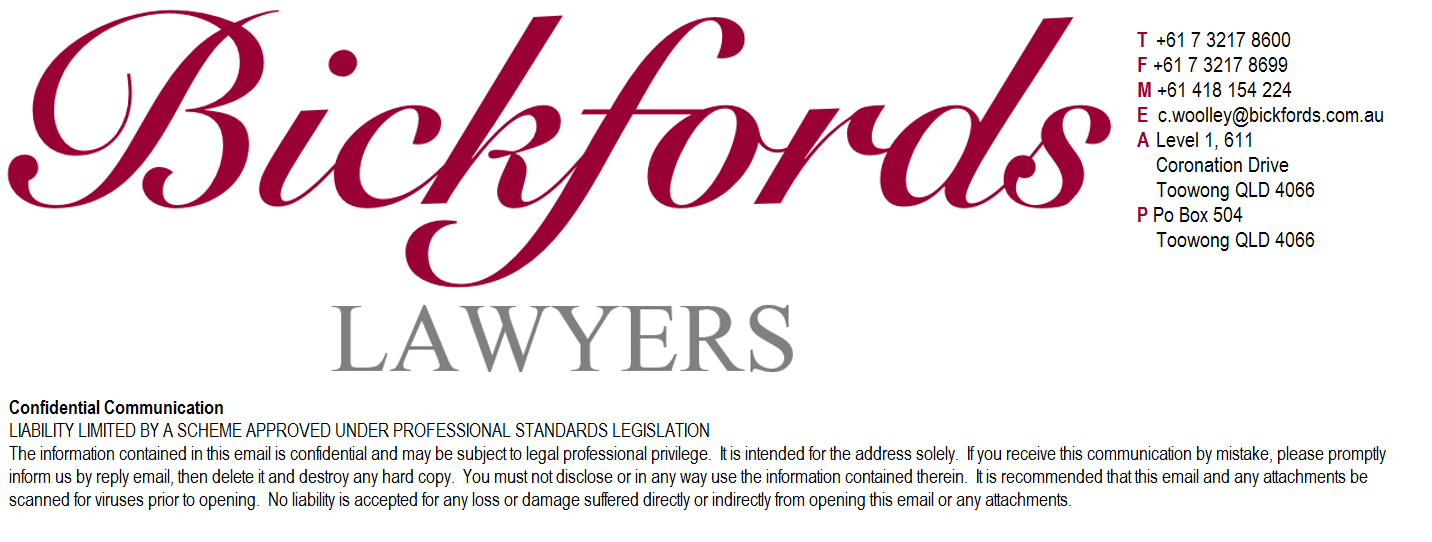 Bickfords
LAWYERS
T +61 7 3217 8600
F +61 7 3217 8699
M +61 418 154 224
E c.woolley@bickfords.com.au
A Level 1, 611
Coronation Drive
Toowong QLD 4066
P Po Box 504
Toowong QLD 4066
Confidential Communication
LIABILITY LIMITED BY A SCHEME APPROVED UNDER PROFESSIONAL STANDARDS LEGISLATION
The information contained in this email is confidential and may be subject to legal professional privilege. It is intended for the address solely. If you receive this communication by mistake, please promptly
inform us by reply email, then delete it and destroy any hard copy. You must not disclose or in any way use the information contained therein. It is recommended that this email and any attachments be
scanned for viruses prior to opening. No liability is accepted for any loss or damage suffered directly or indirectly from opening this email or any attachments.